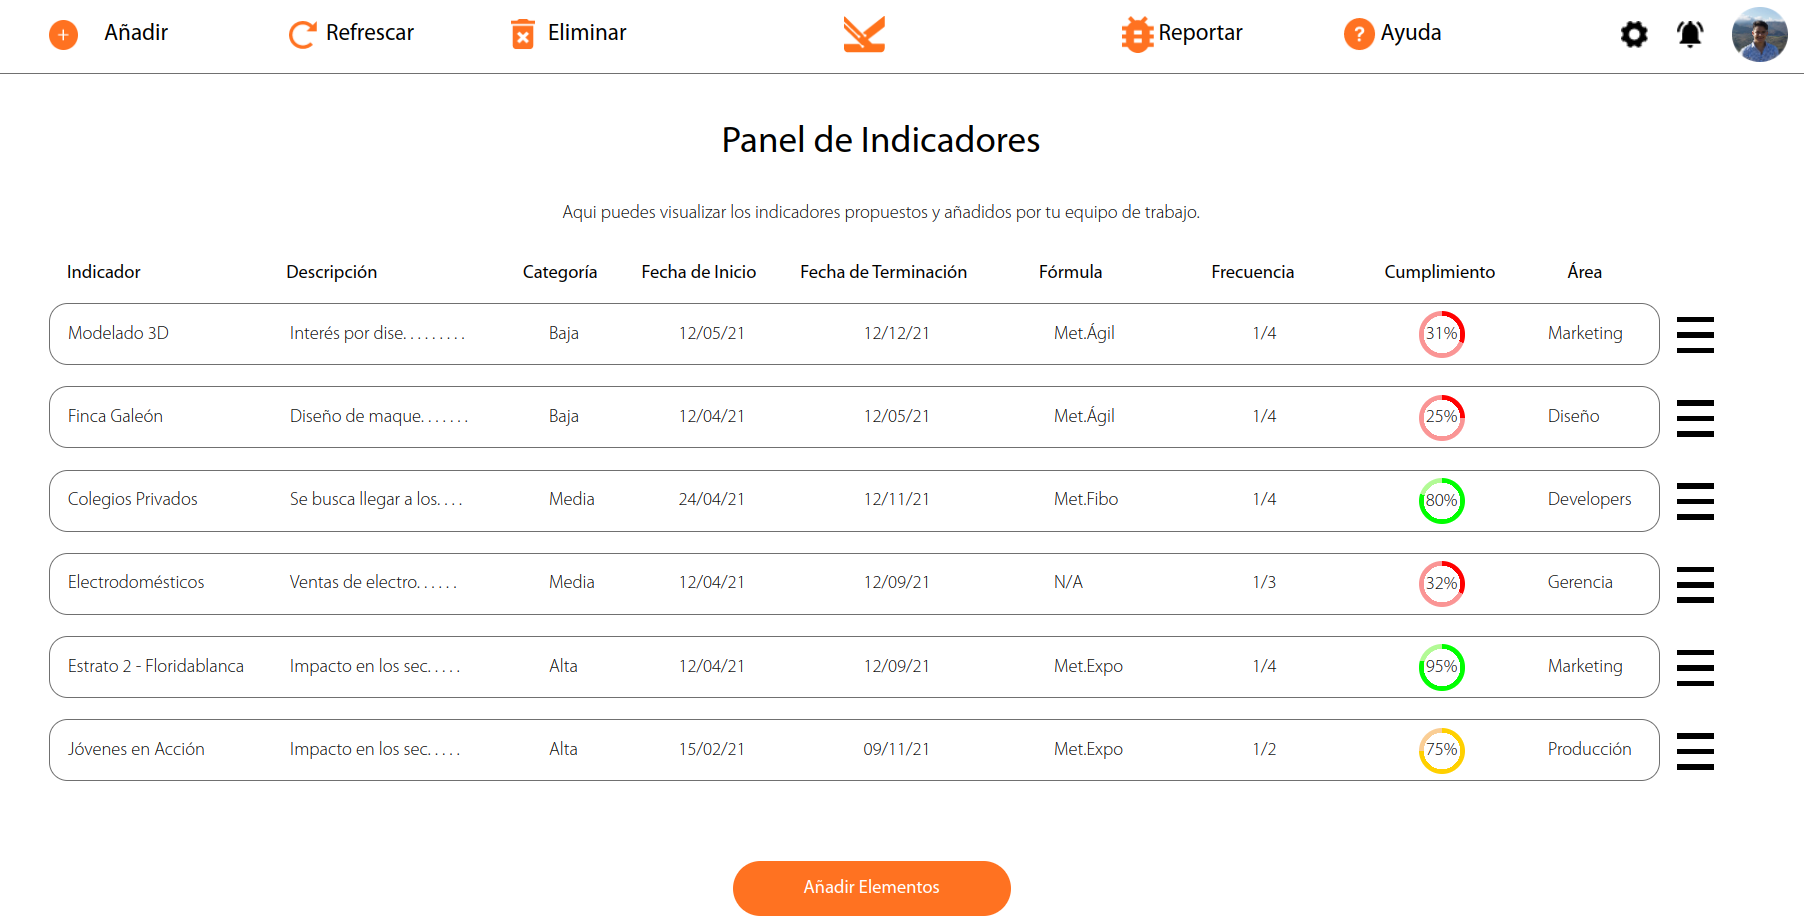 Añadir Refrescar Eliminar Reportar ? Ayuda
Panel de Indicadores
Aqui puedes visualizar los indicadores propuestos y añadidos por tu equipo de trabajo.
Indicador Descripción Categoría Fecha de Inicio Fecha de Terminación Fórmula Frecuencia Cumplimiento Área
Modelado 3D Interés por dise. . . . . . . . . Baja 12/05/21 12/12/21 Met.Ágil 1/4 31% Marketing
Finca Galeón Diseño de maque. . . . . . . Baja 12/04/21 12/05/21 Met.Ágil 1/4 25% Diseño
Colegios Privados Se busca llegar a los. . . . Media 24/04/21 12/11/21 Met.Fibo 1/4 80% Developers
Electrodomésticos Ventas de electro. . . . . . Media 12/04/21 12/09/21 N/A 1/3 32% Gerencia
Estrato 2 - Floridablanca Impacto en los sec. . . . . Alta 12/04/21 12/09/21 Met.Expo 1/4 95% Marketing
Jóvenes en Acción Impacto en los sec. . . . . Alta 15/02/21 09/11/21 Met.Expo 1/2 75% Producción
Añadir Elementos